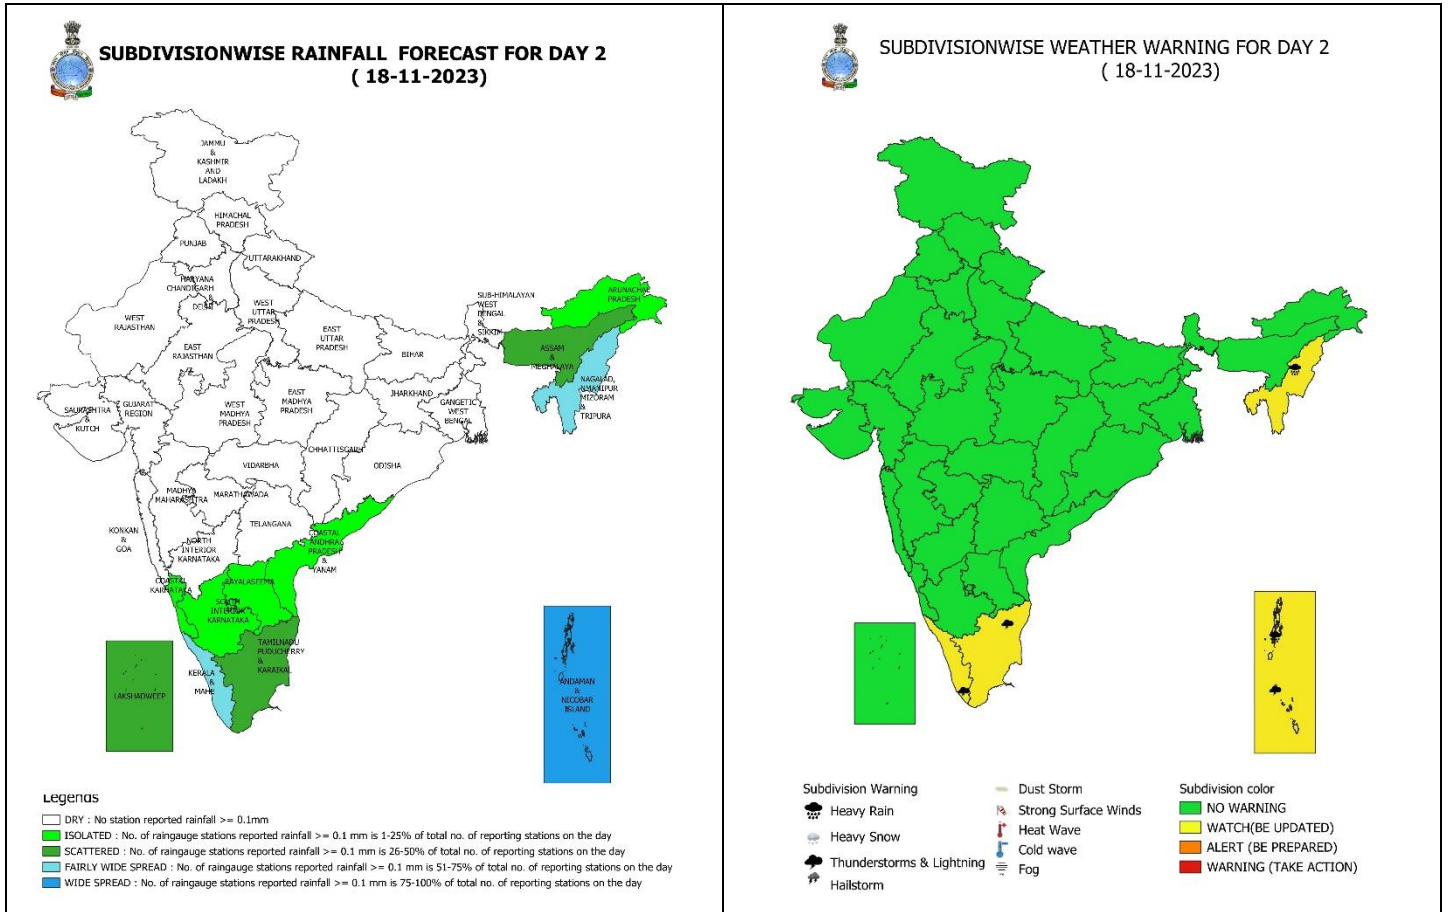 SUBDIVISIONWISE RAINFALL FORECAST FOR DAY 2
( 18-11-2023)
JAMMU
&
KASHMIR
AND
LADAKH
HIMACHAL
PRADESH
PUNJAB
UTTARAKHAND
HARYANA
CHANDIGARH
&
DELHI
WEST
RAJASTHAN
WEST
UTTAR
PRADESH
EAST
UTTAR
PRADESH
EAST
RAJASTHAN
SUB-HIMALAYAN
WEST
BENGAL
&
SIKKIM
ARUNACHAL
PRADESH
ASSAM
&
MEGHALAYA
NAGALAD,
MANIPUR
MIZORAM
&
TRIPURA
BIHAR
JHARKHAND
GANGETIC
WEST
BENGAL
SAURASHTRA
&
KUTCH
GUJARAT
REGION
WEST
MADHYA
PRADESH
EAST
MADHYA
PRADESH
CHHATTISGARH
ODISHA
VIDARBHA
MADHYA
MAHARASHTRA
MARATHAWADA
TELANGANA
KONKAN
&
GOA
NORTH
INTERIOR
KARNATAKA
COASTAL
ANDHRA
PRADESH
&
YANAM
COASTAL
KARNATAKA
RAYALASEEMA
SOUTH
INTERIOR
KARNATAKA
TAMILNADU
PUDUCHERRY
&
KARAIKAL
KERALA
&
MAHE
LAKSHADWEEP
ANDAMAN
&
NICOBAR
ISLAND
Legends
DRY : No station reported rainfall >= 0.1mm
ISOLATED : No. of raingauge stations reported rainfall >= 0.1 mm is 1-25% of total no. of reporting stations on the day
SCATTERED : No. of raingauge stations reported rainfall >= 0.1 mm is 26-50% of total no. of reporting stations on the day
FAIRLY WIDE SPREAD : No. of raingauge stations reported rainfall >= 0.1 mm is 51-75% of total no. of reporting stations on the day
WIDE SPREAD : No. of raingauge stations reported rainfall >= 0.1 mm is 75-100% of total no. of reporting stations on the day
SUBDIVISIONWISE WEATHER WARNING FOR DAY 2
( 18-11-2023)
Subdivision Warning
Heavy Rain
Heavy Snow
Thunderstorms & Lightning
Hailstorm
Dust Storm
Strong Surface Winds
Heat Wave
Cold wave
Fog
Subdivision color
NO WARNING
WATCH(BE UPDATED)
ALERT (BE PREPARED)
WARNING (TAKE ACTION)